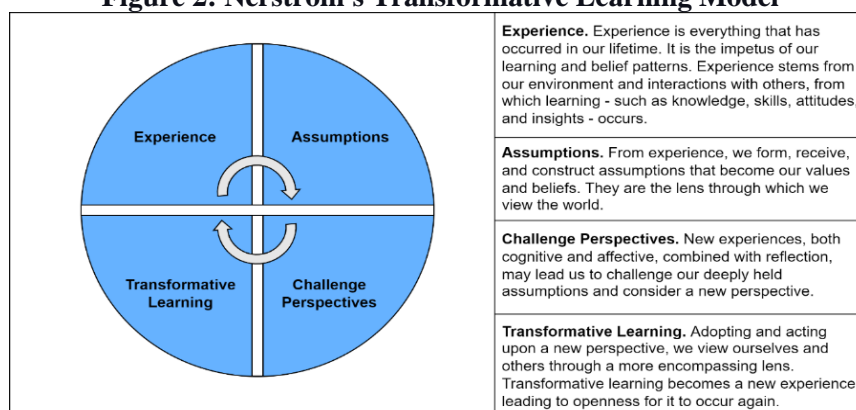 Figure 2: Nerstrom's Transformative Learning Model
Experience
Assumptions
Transformative
Learning
Challenge
Perspectives
Experience. Experience is everything that has
occurred in our lifetime. It is the impetus of our
learning and belief patterns. Experience stems from
our environment and interactions with others, from
which learning - such as knowledge, skills, attitudes,
and insights - occurs.
Assumptions. From experience, we form, receive,
and construct assumptions that become our values
and beliefs. They are the lens through which we
view the world.
Challenge Perspectives. New experiences, both
cognitive and affective, combined with reflection,
may lead us to challenge our deeply held
assumptions and consider a new perspective.
Transformative Learning. Adopting and acting
upon a new perspective, we view ourselves and
others through a more encompassing lens.
Transformative learning becomes a new experience
leading to openness for it to occur again.